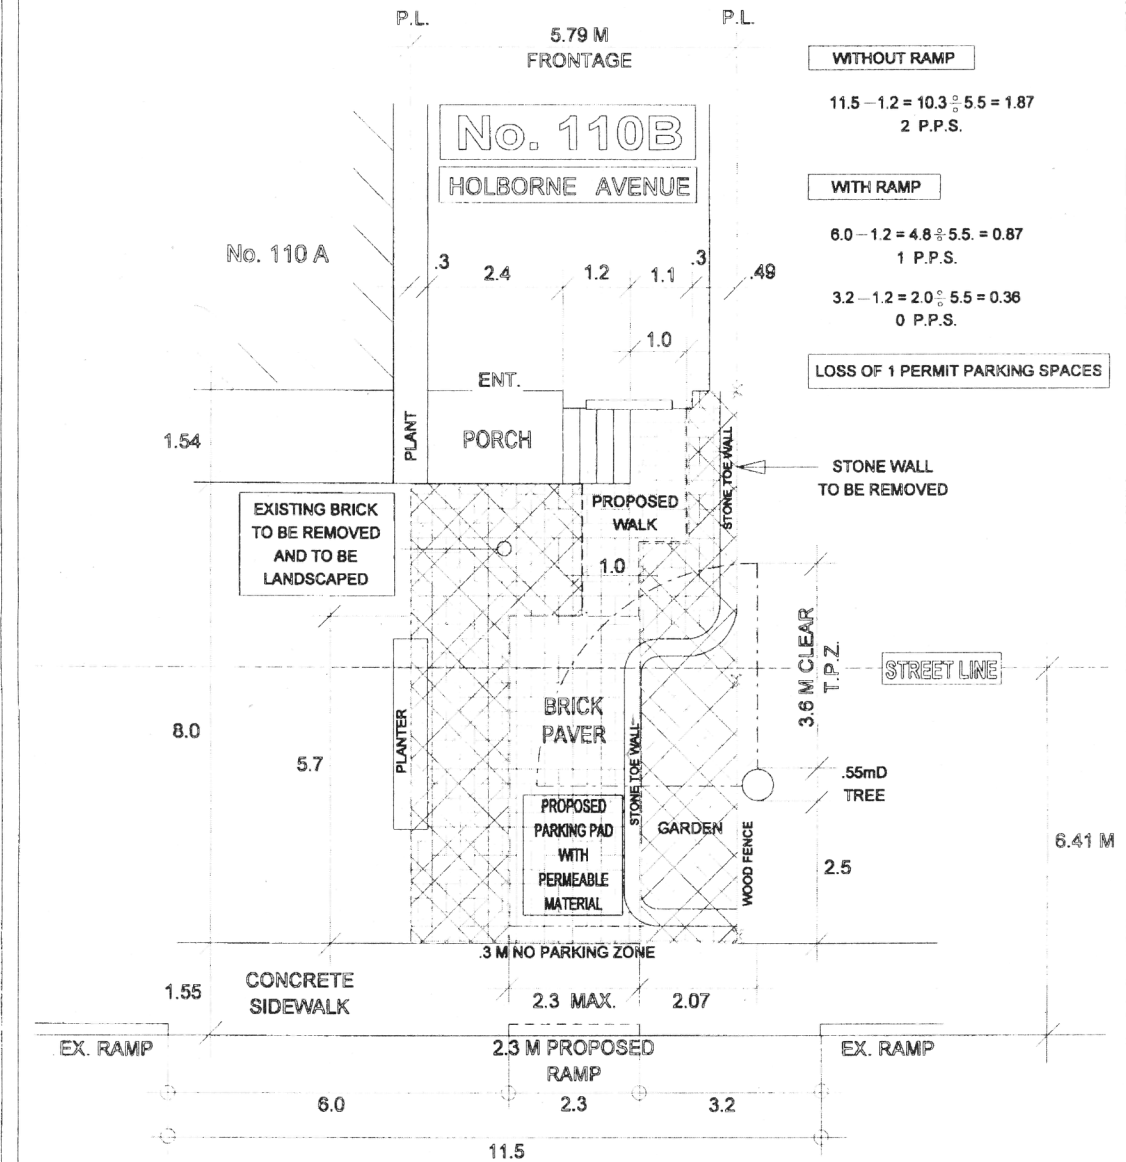 P.L.
P.L.
5.79 M
FRONTAGE
No. 110B
HOLBORNE AVENUE
No. 110 A
.3
2.4
1.2
1.1
.3
.49
1.0
WITHOUT RAMP
11.5 – 1.2 = 10.3 ÷ 5.5 = 1.87
2 P.P.S.
WITH RAMP
6.0 – 1.2 = 4.8 ÷ 5.5. = 0.87
1 P.P.S.
3.2 – 1.2 = 2.0 ÷ 5.5 = 0.36
0 P.P.S.
LOSS OF 1 PERMIT PARKING SPACES
ENT.
PORCH
PLANT
1.54
STONE TOE WALL
STONE WALL
TO BE REMOVED
EXISTING BRICK
TO BE REMOVED
AND TO BE
LANDSCAPED
PROPOSED
WALK
1.0
3.6 M CLEAR
T.P.Z.
STREET LINE
BRICK
PAVER
PLANTER
8.0
5.7
STONE TOE WALL
.55mD
TREE
PROPOSED
PARKING PAD
WITH
PERMEABLE
MATERIAL
GARDEN
WOOD FENCE
2.5
6.41 M
.3 M NO PARKING ZONE
CONCRETE
SIDEWALK
1.55
2.3 MAX.
2.07
EX. RAMP
2.3 M PROPOSED
RAMP
EX. RAMP
6.0
2.3
3.2
11.5